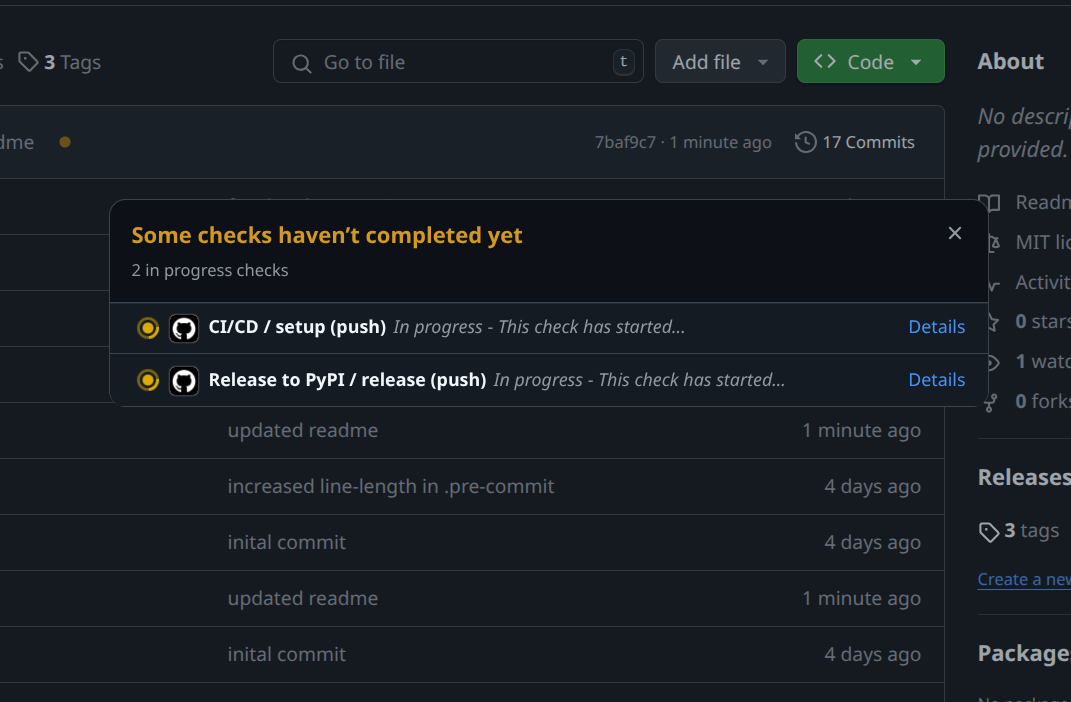 3 Tags
Go to file
t
Add file
Code
About
No descrip
provided.
dme
7baf9c7 · 1 minute ago
17 Commits
Some checks haven’t completed yet
2 in progress checks
CI/CD / setup (push) In progress - This check has started...
Details
Release to PyPI / release (push) In progress - This check has started...
Details
updated readme
1 minute ago
increased line-length in .pre-commit
4 days ago
inital commit
4 days ago
updated readme
1 minute ago
inital commit
4 days ago
Readm
MIT lic
Activit
0 stars
1 watc
0 forks
Releases
3 tags
Create a new
Package